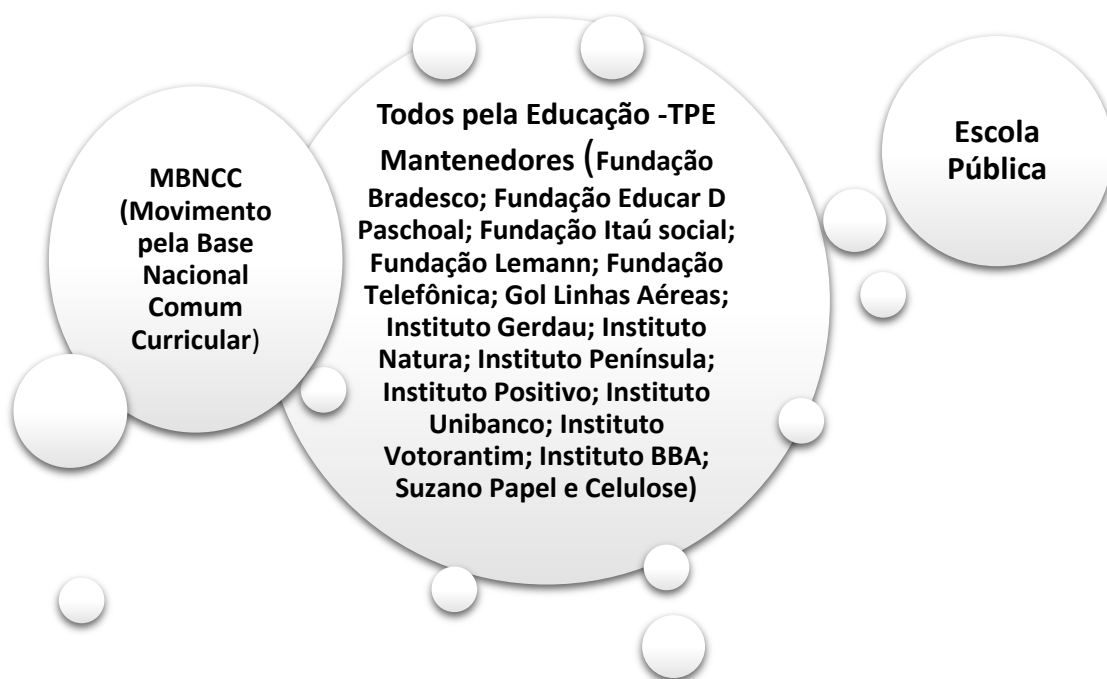 MBNCC
(Movimento
pela Base
Nacional
Comum
Curricular)
Todos pela Educação -TPE
Mantenedores (Fundação
Bradesco; Fundação Educar D
Paschoal; Fundação Itaú social;
Fundação Lemann; Fundação
Telefônica; Gol Linhas Aéreas;
Instituto Gerdau; Instituto
Natura; Instituto Península;
Instituto Positivo; Instituto
Unibanco; Instituto
Votorantim; Instituto BBA;
Suzano Papel e Celulose)
Escola
Pública